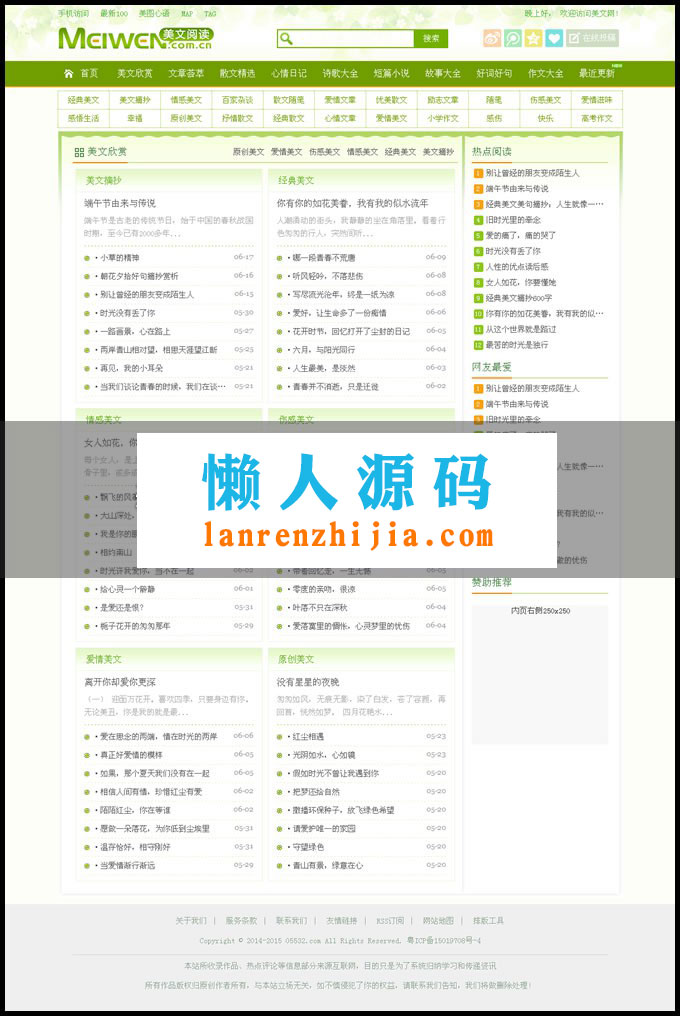 手机访问 最新100 美图心语 MAP TAG
晚上好， 欢迎访问美文网！
MEIWEN 美文阅读
.com.cn
搜索
在线投稿
首页 美文欣赏 文章荟萃 散文精选 心情日记 诗歌大全 短篇小说 故事大全 好词好句 作文大全 最近更新
经典美文 美文摘抄 情感美文 百家杂谈 散文随笔 爱情文章 优美散文 励志文章 随笔 伤感美文 爱情滋味
感悟生活 幸福 原创美文 抒情散文 经典散文 心情文章 爱情美文 小学作文 感伤 快乐 高考作文
美文欣赏
原创美文 爱情美文 伤感美文 情感美文 经典美文 美文摘抄
美文摘抄
端午节由来与传说
端午节是古老的传统节日，始于中国的春秋战国
时期，至今已有2000多年...
·小草的精神 06-17
·朝花夕拾好句摘抄赏析 06-16
·别让曾经的朋友变成陌生人 06-15
·时光没有丢了你 05-30
·一路画景，心在路上 05-27
·两岸青山相对望，相思天涯望江断 05-25
·再见，我的小耳朵 05-21
·当我们谈论青春的时候，我们在谈… 05-21
经典美文
你有你的如花美眷，我有我的似水流年
人潮涌动的街头，我静静的坐在角落里，看着行
色匆匆的行人，突然间听...
·哪一段青春不荒唐 06-09
·听风轻吟，不落悲伤 06-08
·写尽流光沧年，终是一纸为凉 06-08
·爱好，让生命多了一份痴情 06-06
·花开时节，回忆打开了尘封的日记 06-05
·六月，与阳光同行 06-04
·人生最美，是淡然 06-03
·青春并不消逝，只是迁徙 06-02
热点阅读
1 别让曾经的朋友变成陌生人
2 端午节由来与传说
3 经典美文美句摘抄，人生就像一…
4 旧时光里的牵念
5 爱的痛了，痛的哭了
6 时光没有丢了你
7 人性的优点读后感
8 女人如花，你要懂她
9 经典美文摘抄600字
10 你有你的如花美眷，我有我的似…
11 从这个世界就是路过
12 最苦的时光是独行
网友最爱
1 别让曾经的朋友变成陌生人
2 端午节由来与传说
3 旧时光里的牵念
情感美文
女人如花，你
·飘飞的风
·大山深处，
·相约南山
·时光许我爱你，当不在一起 06-02
·给心灵一个静静 06-01
·是爱还是恨？ 05-31
·栀子花开的匆匆那年 05-29
伤感美文
·带着回忆走，一生无憾 06-05
·零度的亲吻，很凉 05-05
·叶落不只在深秋 06-04
·爱落寞里的惆怅，心灵梦里的忧伤 06-04
懒人源码
lanrenzhijia.com
赞助推荐
内页右侧250x250
爱情美文
离开你却爱你更深
（一） 迎面万花开。喜欢四季，只要身边有你。
无论美丑，你是我的就是最...
·爱在思念的两端，情在时光的两岸 06-06
·真正好爱情的模样 06-05
·如果，那个夏天我们没有在一起 06-05
·相信人间有情，珍惜红尘有爱 06-02
·陌陌红尘，你在等谁 06-02
·愿做一朵落花，为你低到尘埃里 05-31
·温存恰好，相守刚好 05-31
·当爱情渐行渐远 05-29
原创美文
没有星星的夜晚
匆匆如风，无痕无影，染了白发，苍了容颜，再
回首，恍然如梦。 四月花艳水...
·红尘相遇 05-23
·光阴如水，心如镜 05-23
·假如时光不曾让我遇到你 05-20
·把梦还给自然 05-20
·撒播环保种子，放飞绿色希望 05-20
·请爱护唯一的家园 05-20
·守望绿色 05-20
·青山有景，绿意在心 05-20
关于我们 | 服务条款 | 联系我们 | 友情链接 | RSS订阅 | 网站地图 | 排版工具
Copyright © 2014-2015 05532.com All Rights Reserved. 粤ICP备15019708号-4
本站所收录作品、热点评论等信息部分来源互联网，目的只是为了系统归纳学习和传递资讯
所有作品版权归原创作者所有，与本站立场无关，如不慎侵犯了你的权益，请联系我们告知，我们将做删除处理！